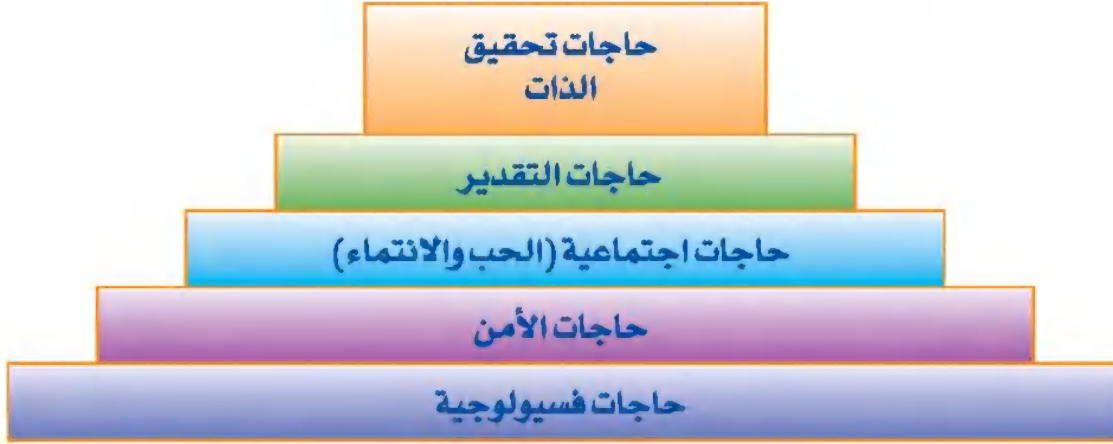 حاجات تحقيق
الذات
حاجات التقدير
حاجات اجتماعية (الحب والانتماء)
حاجات الأمن
حاجات فسيولوجية